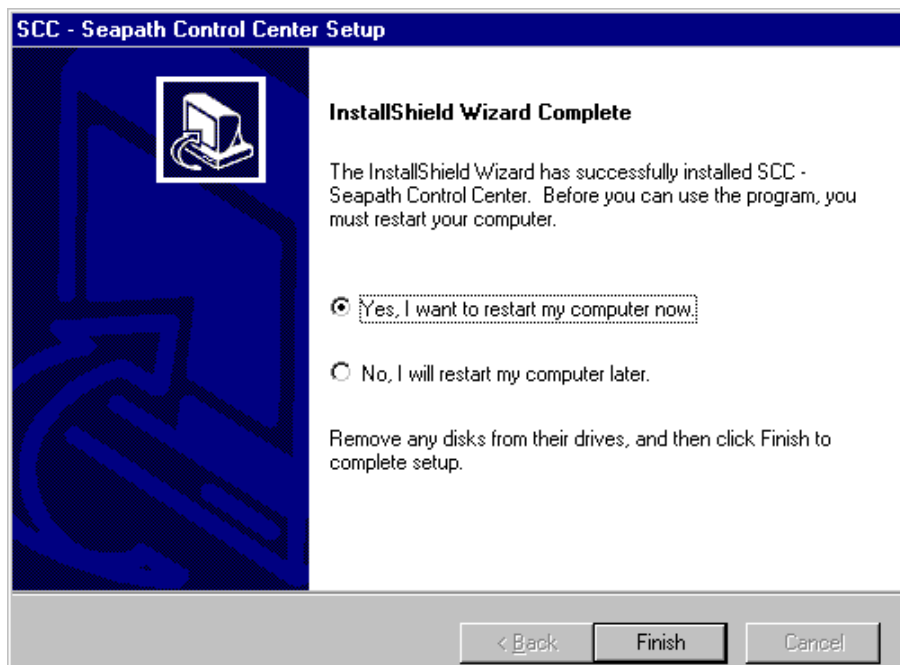 SCC - Seapath Control Center Setup
InstallShield Wizard Complete
The InstallShield Wizard has successfully installed SCC -
Seapath Control Center.  Before you can use the program, you
must restart your computer.
Yes, I want to restart my computer now.
No, I will restart my computer later.
Remove any disks from their drives, and then click Finish to
complete setup.
< Back Finish Cancel